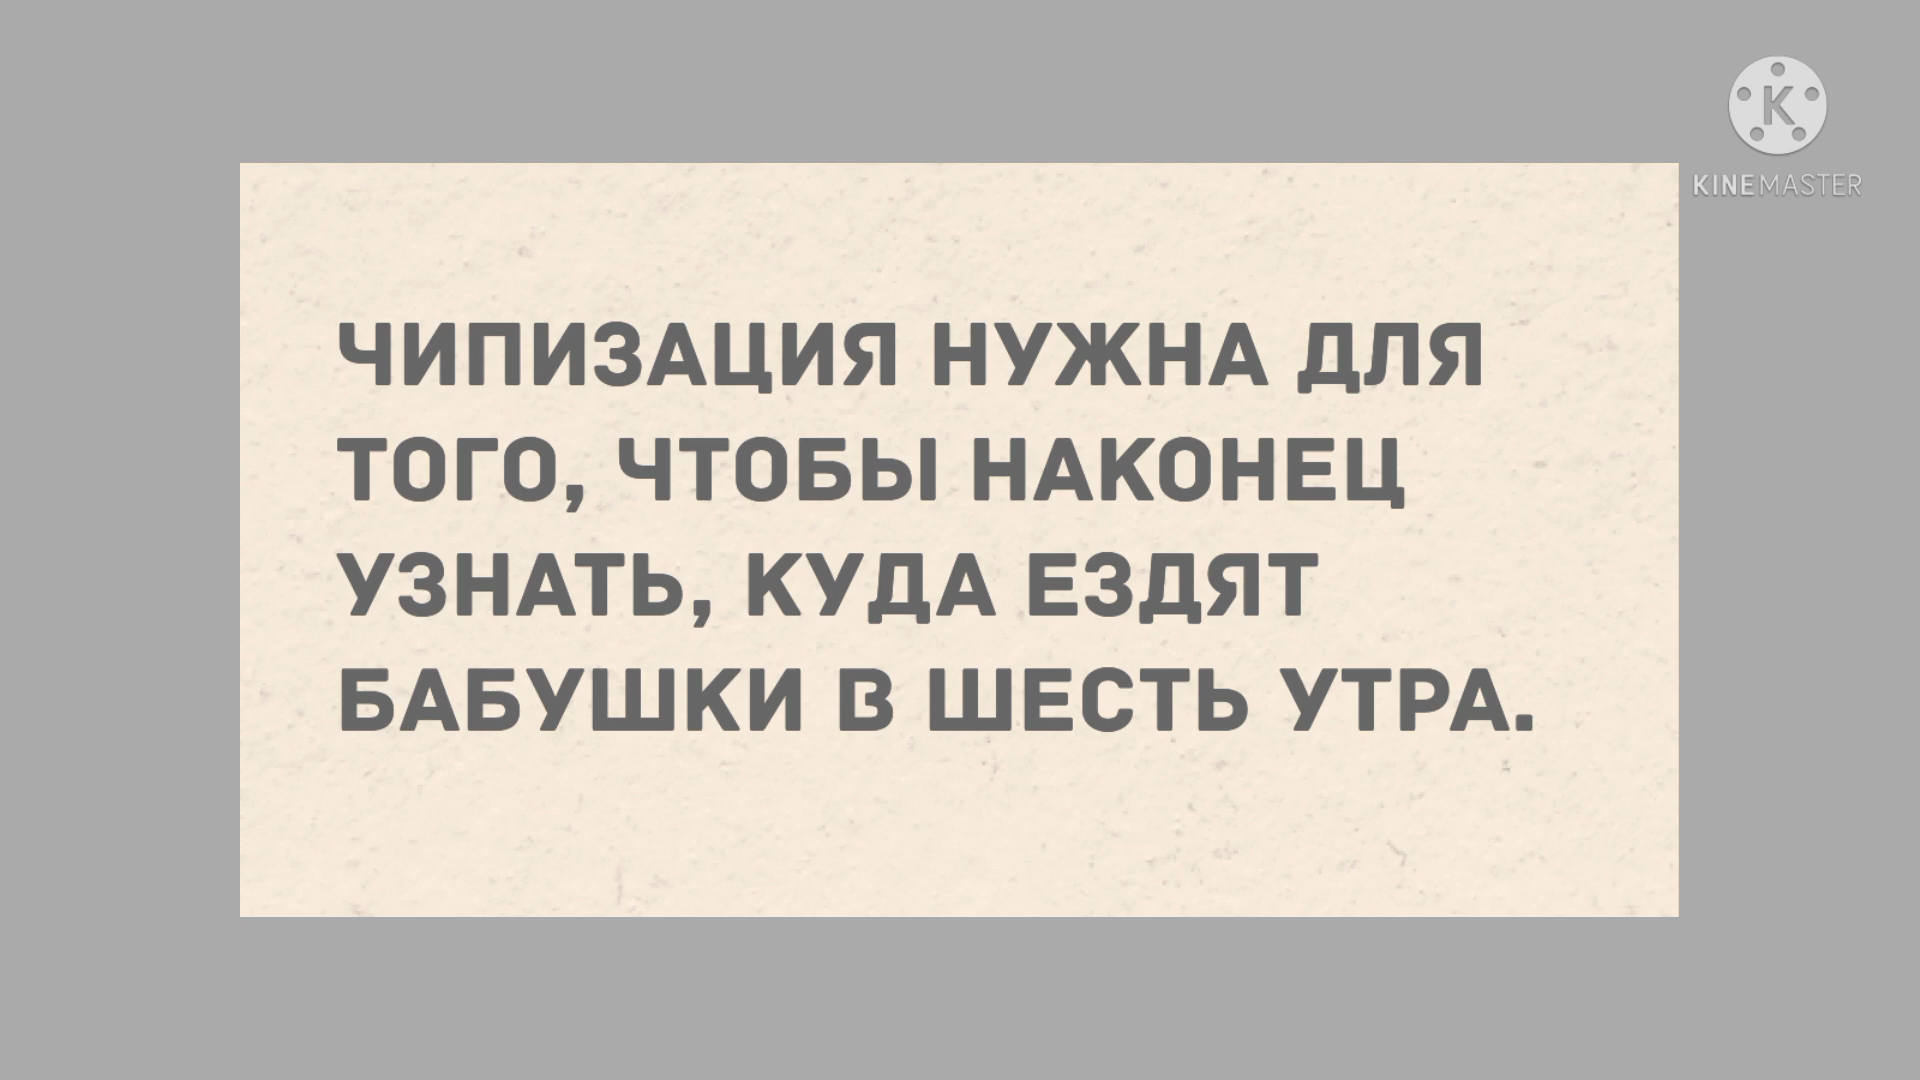 K
KINEMASTER
ЧИПИЗАЦИЯ НУЖНА ДЛЯ
ТОГО, ЧТОБЫ НАКОНЕЦ
УЗНАТЬ, КУДА ЕЗДЯТ
БАБУШКИ В ШЕСТЬ УТРА.